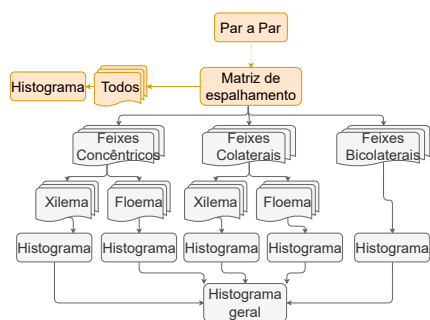 Par a Par
Histograma
Todos
Matriz de
espalhamento
Feixes
Concêntricos
Feixes
Colaterais
Feixes
Bicolaterais
Xilema
Floema
Xilema
Floema
Histograma
Histograma
Histograma
Histograma
Histograma
Histograma
geral